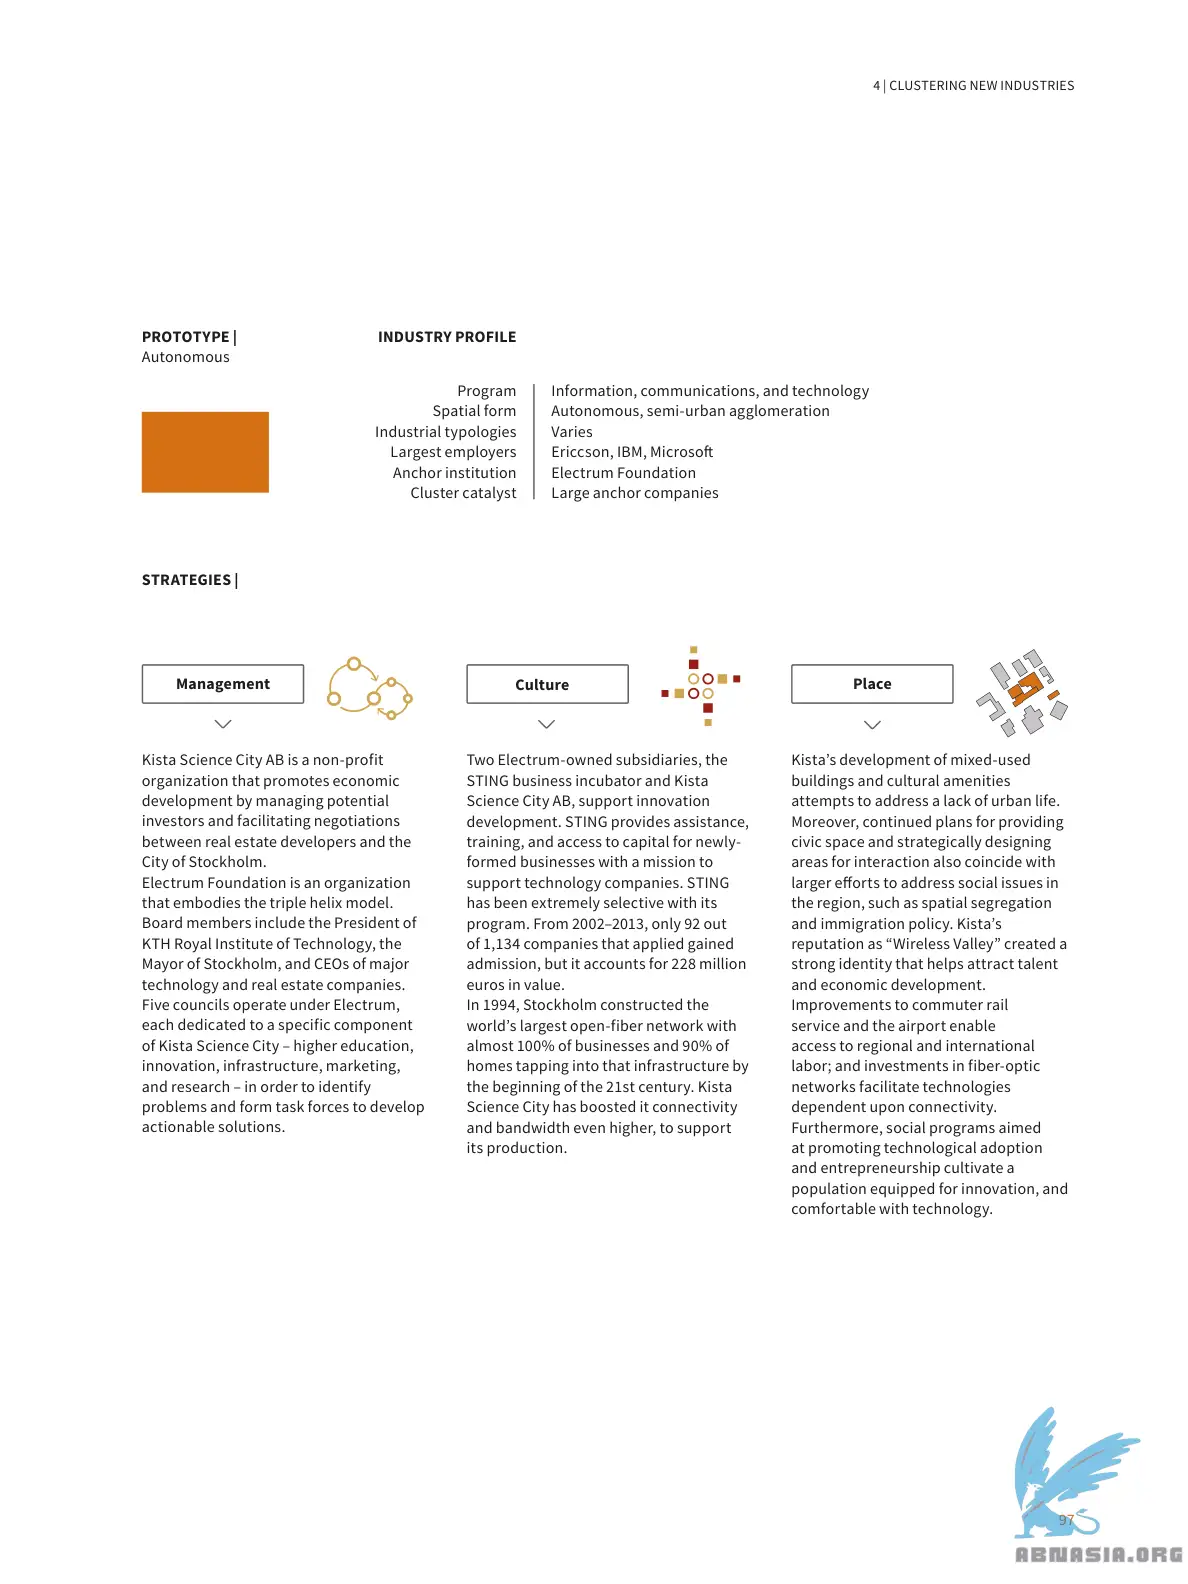 4 | CLUSTERING NEW INDUSTRIES
PROTOTYPE |
Autonomous
INDUSTRY PROFILE
Program Information, communications, and technology
Spatial form Autonomous, semi-urban agglomeration
Industrial typologies Varies
Largest employers Ericcson, IBM, Microsoft
Anchor institution Electrum Foundation
Cluster catalyst Large anchor companies
STRATEGIES |
Management
Kista Science City AB is a non-profit
organization that promotes economic
development by managing potential
investors and facilitating negotiations
between real estate developers and the
City of Stockholm.
Electrum Foundation is an organization
that embodies the triple helix model.
Board members include the President of
KTH Royal Institute of Technology, the
Mayor of Stockholm, and CEOs of major
technology and real estate companies.
Five councils operate under Electrum,
each dedicated to a specific component
of Kista Science City – higher education,
innovation, infrastructure, marketing,
and research – in order to identify
problems and form task forces to develop
actionable solutions.
Culture
Two Electrum-owned subsidiaries, the
STING business incubator and Kista
Science City AB, support innovation
development. STING provides assistance,
training, and access to capital for newly-
formed businesses with a mission to
support technology companies. STING
has been extremely selective with its
program. From 2002–2013, only 92 out
of 1,134 companies that applied gained
admission, but it accounts for 228 million
euros in value.
In 1994, Stockholm constructed the
world’s largest open-fiber network with
almost 100% of businesses and 90% of
homes tapping into that infrastructure by
the beginning of the 21st century. Kista
Science City has boosted it connectivity
and bandwidth even higher, to support
its production.
Place
Kista’s development of mixed-used
buildings and cultural amenities
attempts to address a lack of urban life.
Moreover, continued plans for providing
civic space and strategically designing
areas for interaction also coincide with
larger efforts to address social issues in
the region, such as spatial segregation
and immigration policy. Kista’s
reputation as “Wireless Valley” created a
strong identity that helps attract talent
and economic development.
Improvements to commuter rail
service and the airport enable
access to regional and international
labor; and investments in fiber-optic
networks facilitate technologies
dependent upon connectivity.
Furthermore, social programs aimed
at promoting technological adoption
and entrepreneurship cultivate a
population equipped for innovation, and
comfortable with technology.
97
ABNASIA.ORG